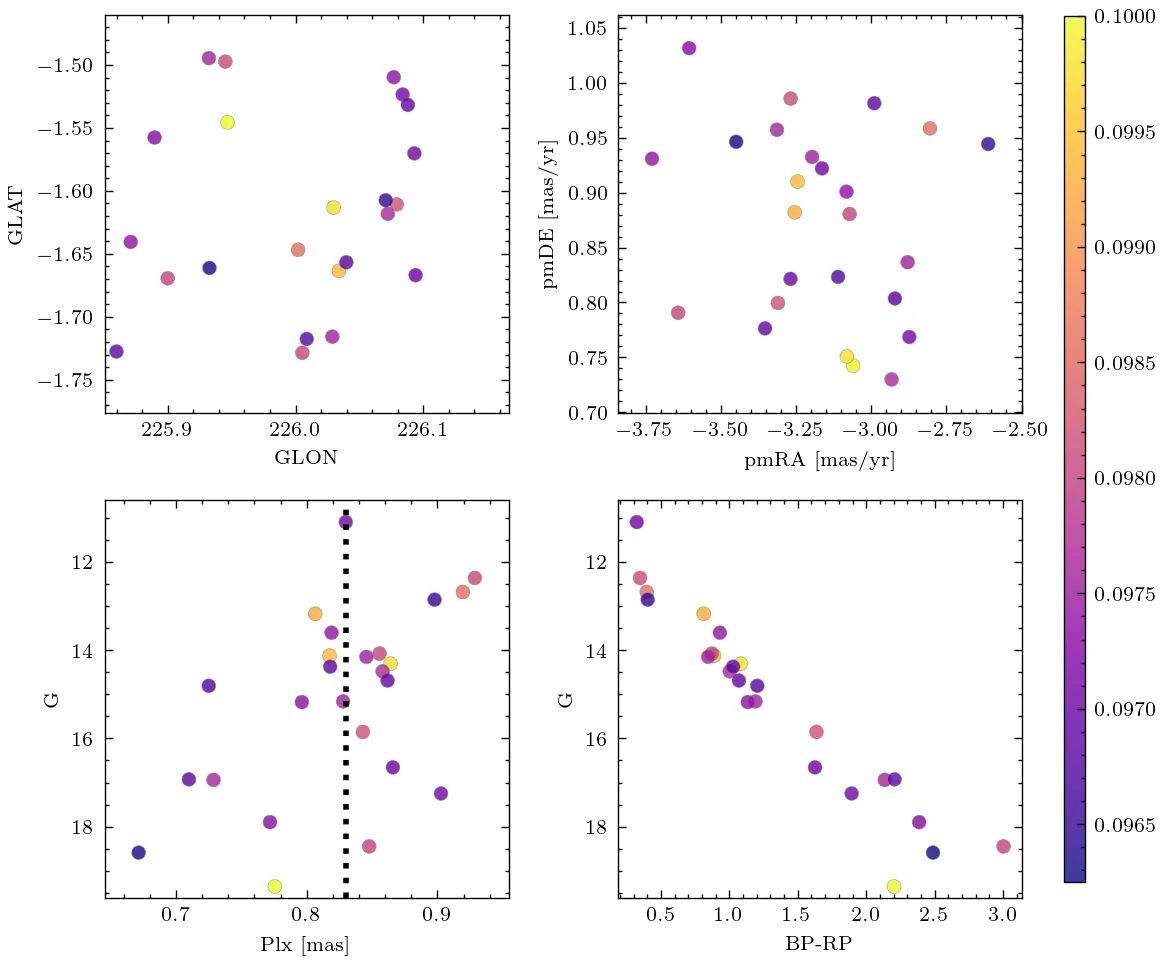 −1.50
−1.55
−1.60
−1.65
−1.70
−1.75
GLAT
225.9 226.0 226.1
GLON
1.05
1.00
0.95
0.90
0.85
0.80
0.75
0.70
pmDE [mas/yr]
−3.75 −3.50 −3.25 −3.00 −2.75 −2.50
pmRA [mas/yr]
12
14
16
18
G
0.7 0.8 0.9
Plx [mas]
12
14
16
18
G
0.5 1.0 1.5 2.0 2.5 3.0
BP-RP
0.1000
0.0995
0.0990
0.0985
0.0980
0.0975
0.0970
0.0965